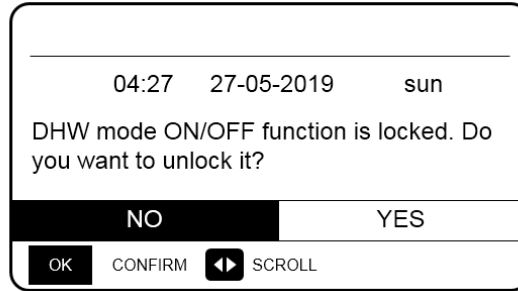 04:27 27-05-2019 sun
DHW mode ON/OFF function is locked. Do
you want to unlock it?
NO YES
OK CONFIRM SCROLL